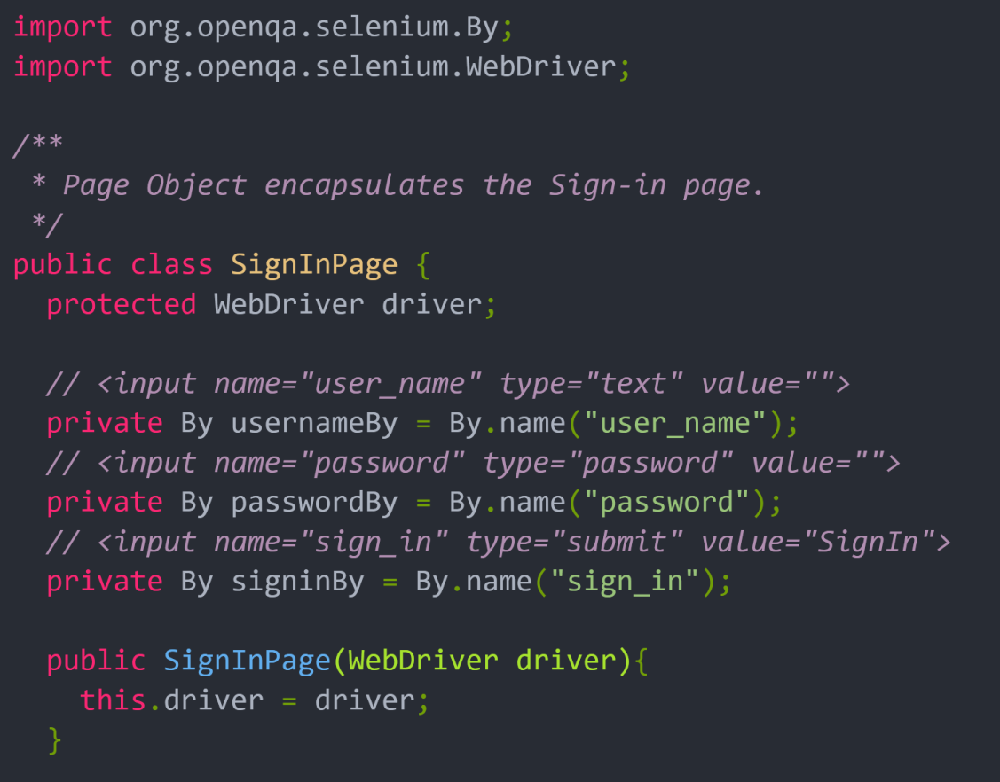 import org.openqa.selenium.By;
import org.openqa.selenium.WebDriver;

/**
 * Page Object encapsulates the Sign-in page.
 */
public class SignInPage {
  protected WebDriver driver;

  // <input name="user_name" type="text" value="">
  private By usernameBy = By.name("user_name");
  // <input name="password" type="password" value="">
  private By passwordBy = By.name("password");
  // <input name="sign_in" type="submit" value="SignIn">
  private By signinBy = By.name("sign_in");

  public SignInPage(WebDriver driver){
    this.driver = driver;
  }